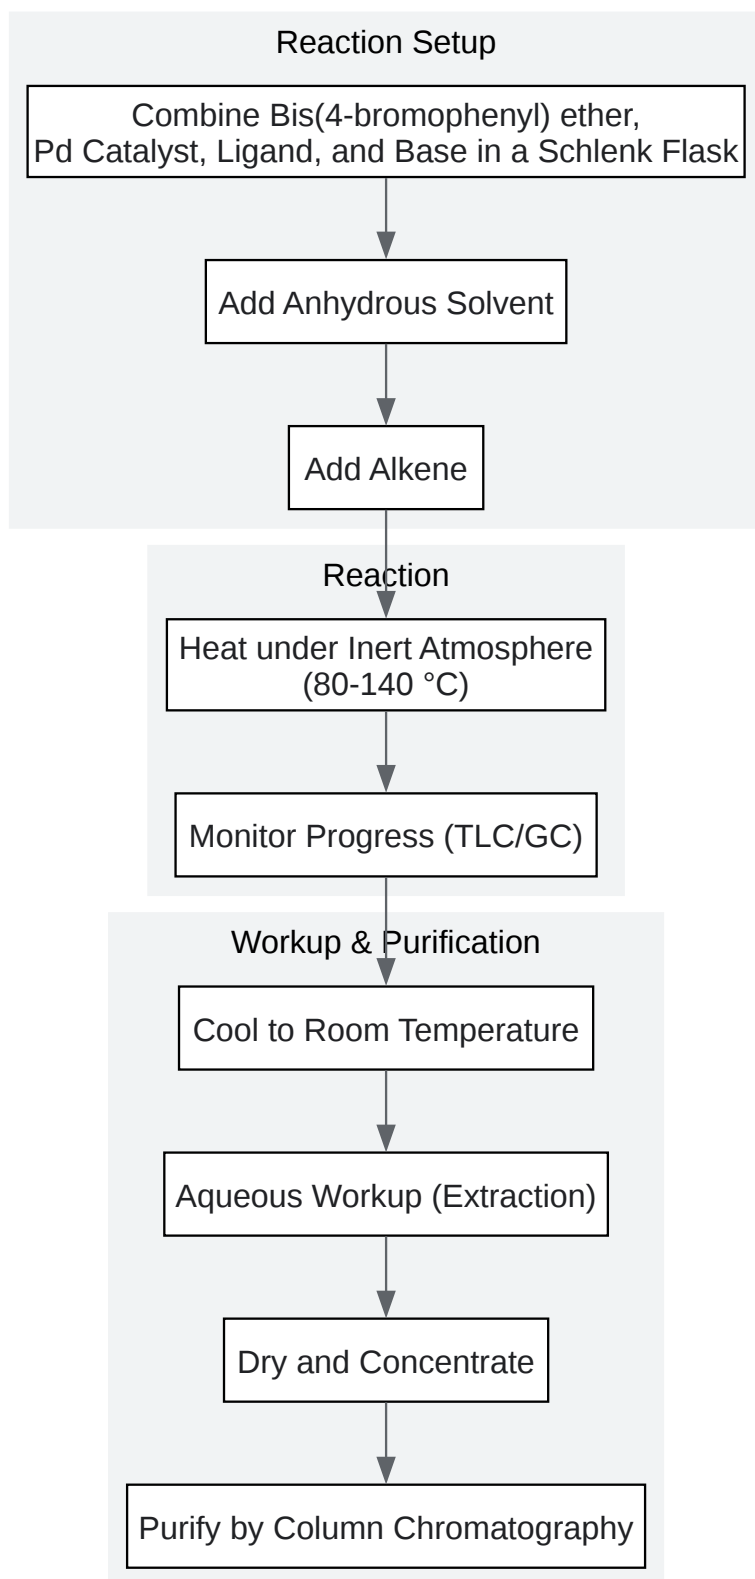 Reaction Setup
Combine Bis(4-bromophenyl) ether,
Pd Catalyst, Ligand, and Base in a Schlenk Flask
Add Anhydrous Solvent
Add Alkene
Reaction
Heat under Inert Atmosphere
(80-140 °C)
Monitor Progress (TLC/GC)
Workup & Purification
Cool to Room Temperature
Aqueous Workup (Extraction)
Dry and Concentrate
Purify by Column Chromatography